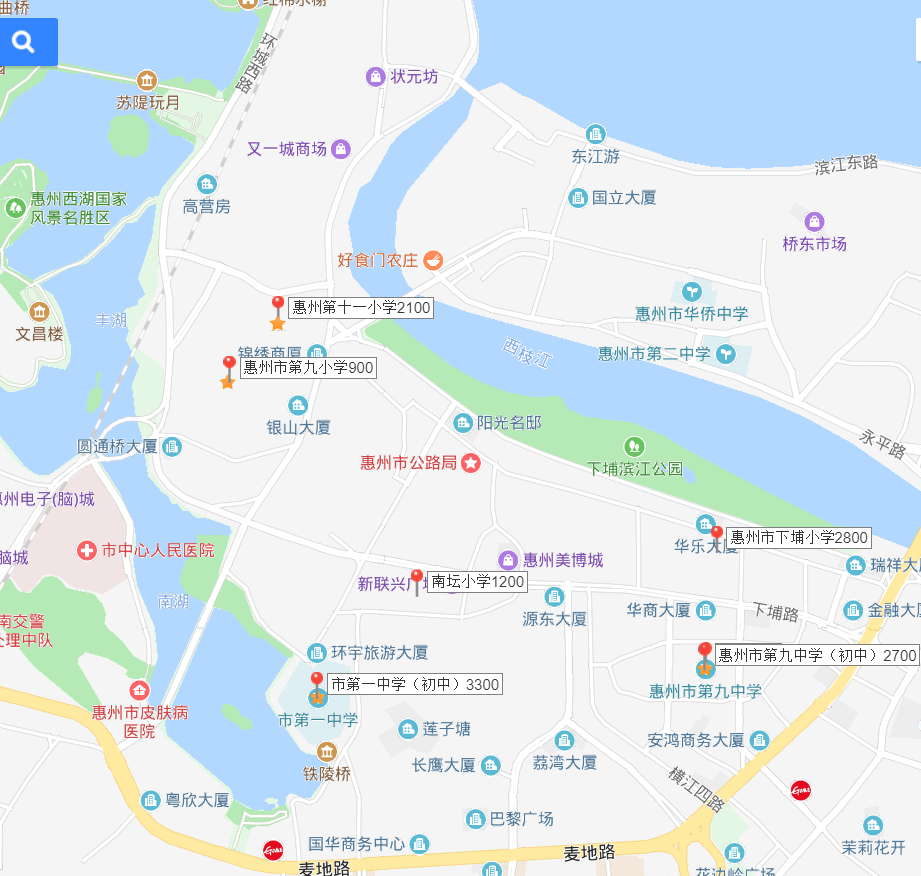 曲桥
红棉水榭
环城西路
状元坊
苏隄玩月
又一城商场
东江游
滨江东路
高营房
国立大厦
惠州西湖国家
风景名胜区
桥东市场
好食门农庄
惠州第十一小学2100
惠州市华侨中学
丰湖
文昌楼
西枝江
惠州市第二中学
锦绣商厦
惠州市第九小学900
银山大厦
阳光名邸
永平路
圆通桥大厦
惠州市公路局
下埔滨江公园
州电子(脑)城
市中心人民医院
脑城
惠州市下埔小学2800
华乐大厦
惠州美博城
瑞祥大
新联兴广
南坛小学1200
南湖
源东大厦
华商大厦
下埔路
金融大
南交警
处理中队
环宇旅游大厦
惠州市第九中学（初中）2700
市第一中学（初中）3300
惠州市第九中学
市第一中学
惠州市皮肤病
医院
莲子塘
安鸿商务大厦
荔湾大厦
长鹰大厦
铁陵桥
横江四路
粤欣大厦
巴黎广场
国华商务中心
茉莉花开
麦地路
麦地路
花边岭广场